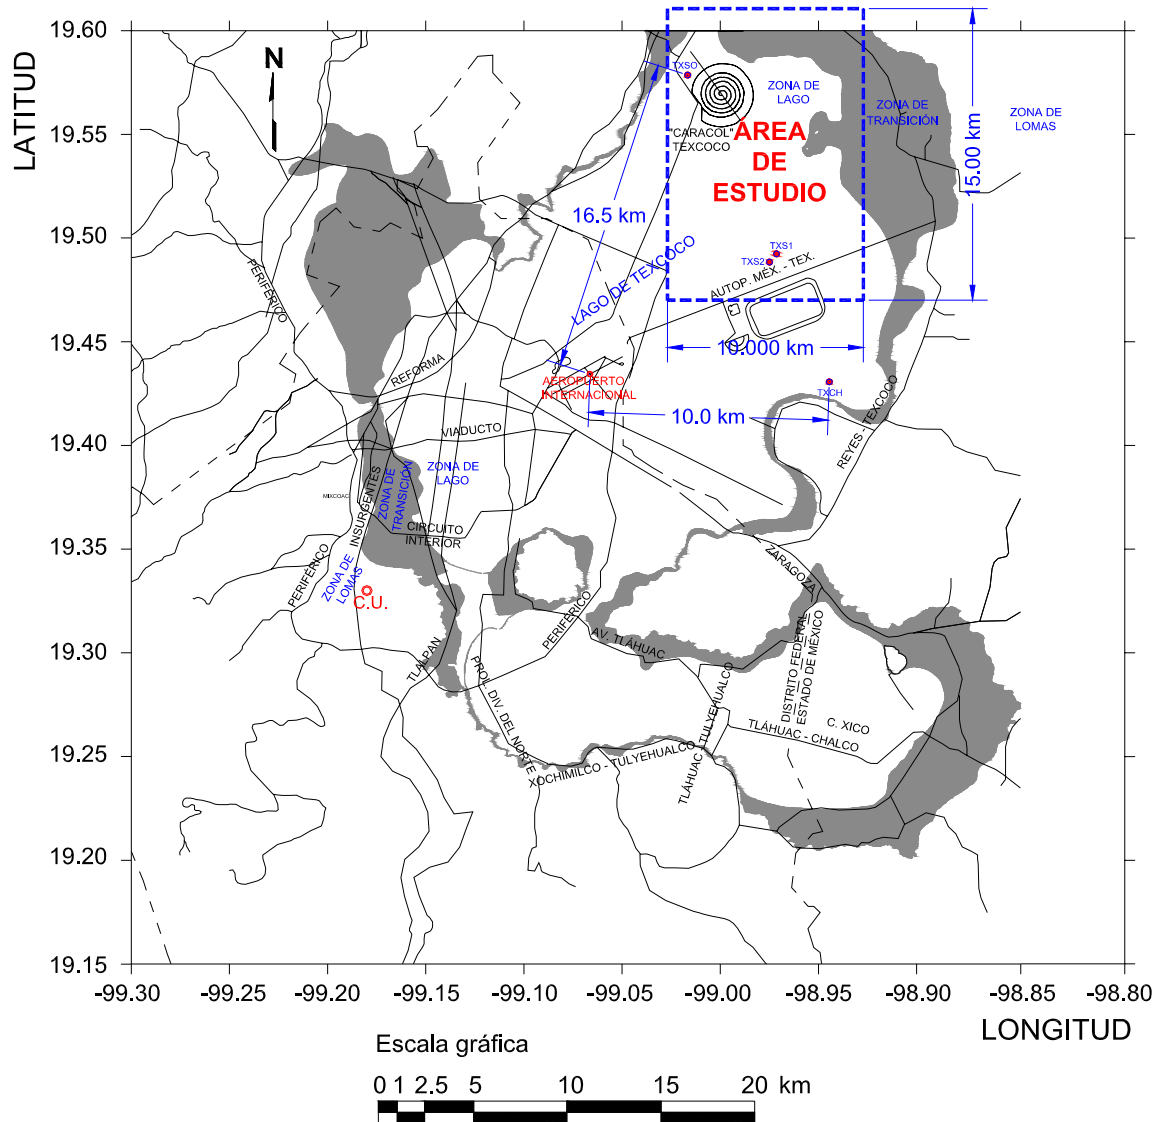 LATITUD
19.60
19.55
19.50
19.45
19.40
19.35
19.30
19.25
19.20
19.15
N
TXSO
ZONA DE
LAGO
"CARACOL"
TEXCOCO
ÁREA
DE
ESTUDIO
ZONA DE
TRANSICIÓN
ZONA DE
LOMAS
15.00 km
16.5 km
LAGO DE TEXCOCO
TXS1
TXS2
AUTOP. MÉX. - TEX.
10.000 km
PERIFÉRICO
REFORMA
AEROPUERTO
INTERNACIONAL
TXCH
10.0 km
REYES - TEXCOCO
VIADUCTO
ZONA DE
LAGO
ZONA DE
TRANSICIÓN
MIXCOAC
INSURGENTES
CIRCUITO
INTERIOR
PERIFÉRICO
ZONA DE
LOMAS
C.U.
ZARAGOZA
PERIFÉRICO
AV. TLÁHUAC
TLALPAN
PROL. DIV. DEL NORTE
DISTRITO FEDERAL
ESTADO DE MÉXICO
C. XICO
TLÁHUAC - CHALCO
TLÁHUAC - TULYEHUALCO
XOCHIMILCO - TULYEHUALCO
-99.30
-99.25
-99.20
-99.15
-99.10
-99.05
-99.00
-98.95
-98.90
-98.85
-98.80
LONGITUD
Escala gráfica
0 1 2.5 5 10 15 20 km